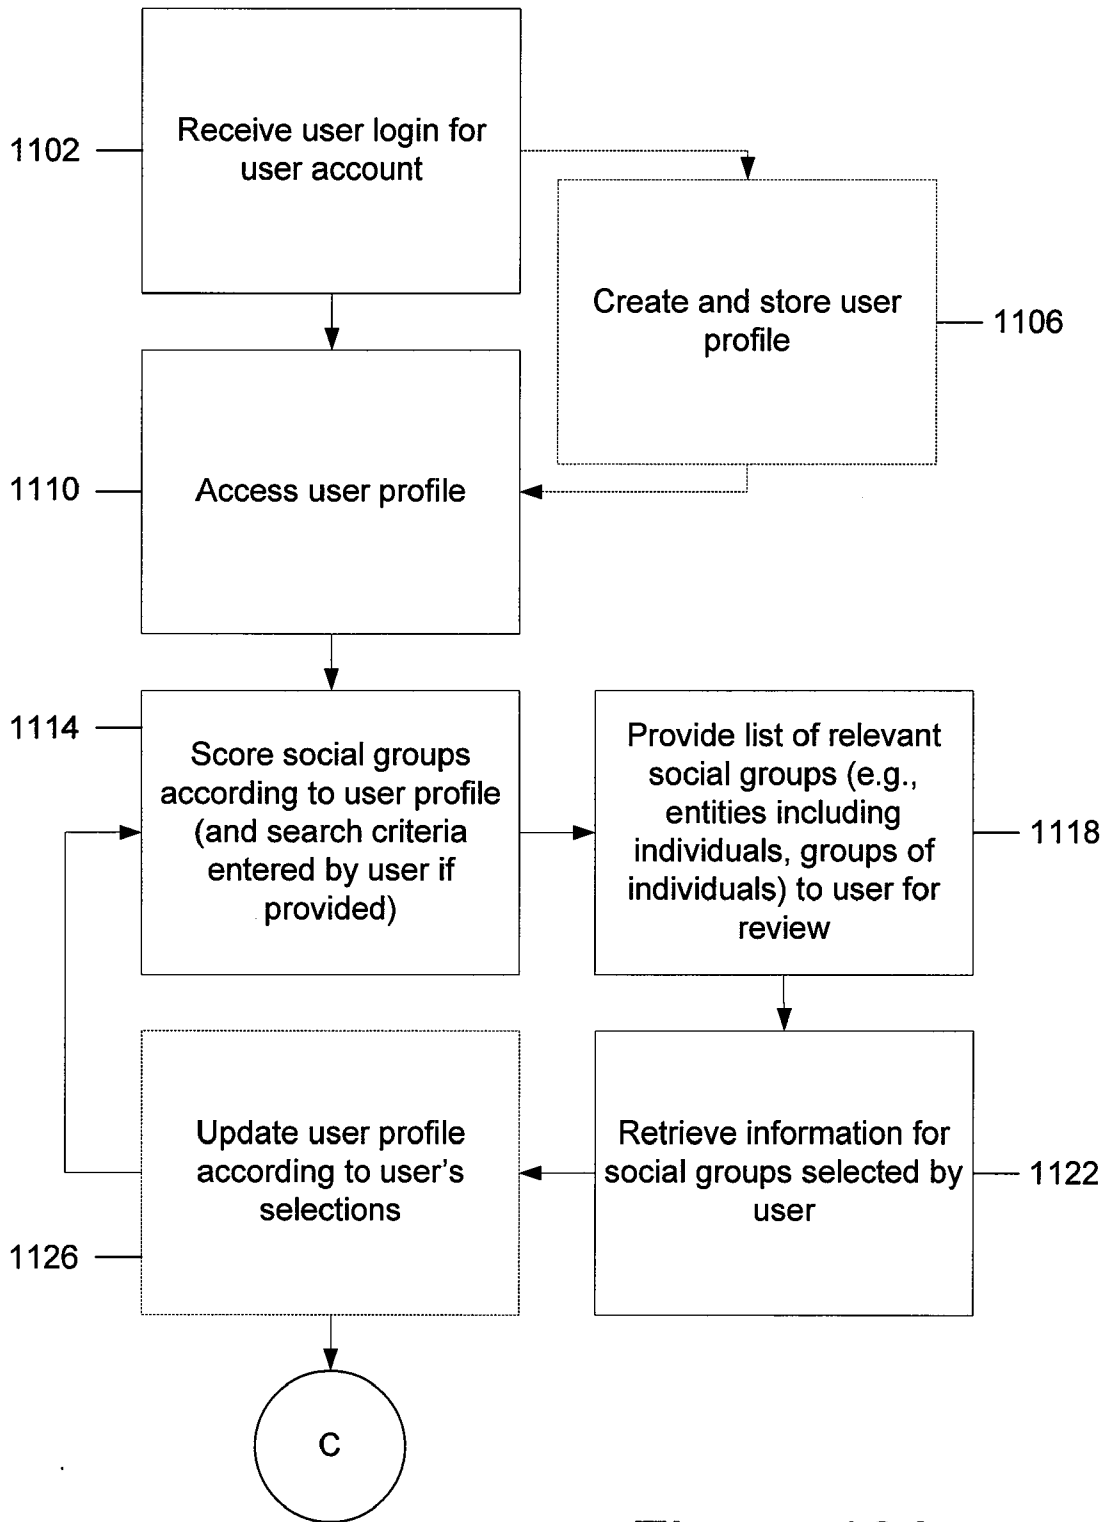 1102
Receive user login for
user account
Create and store user
profile
1106
1110
Access user profile
1114
Score social groups
according to user profile
(and search criteria
entered by user if
provided)
Provide list of relevant
social groups (e.g.,
entities including
individuals, groups of
individuals) to user for
review
1118
Update user profile
according to user's
selections
1126
Retrieve information for
social groups selected by
user
1122
C